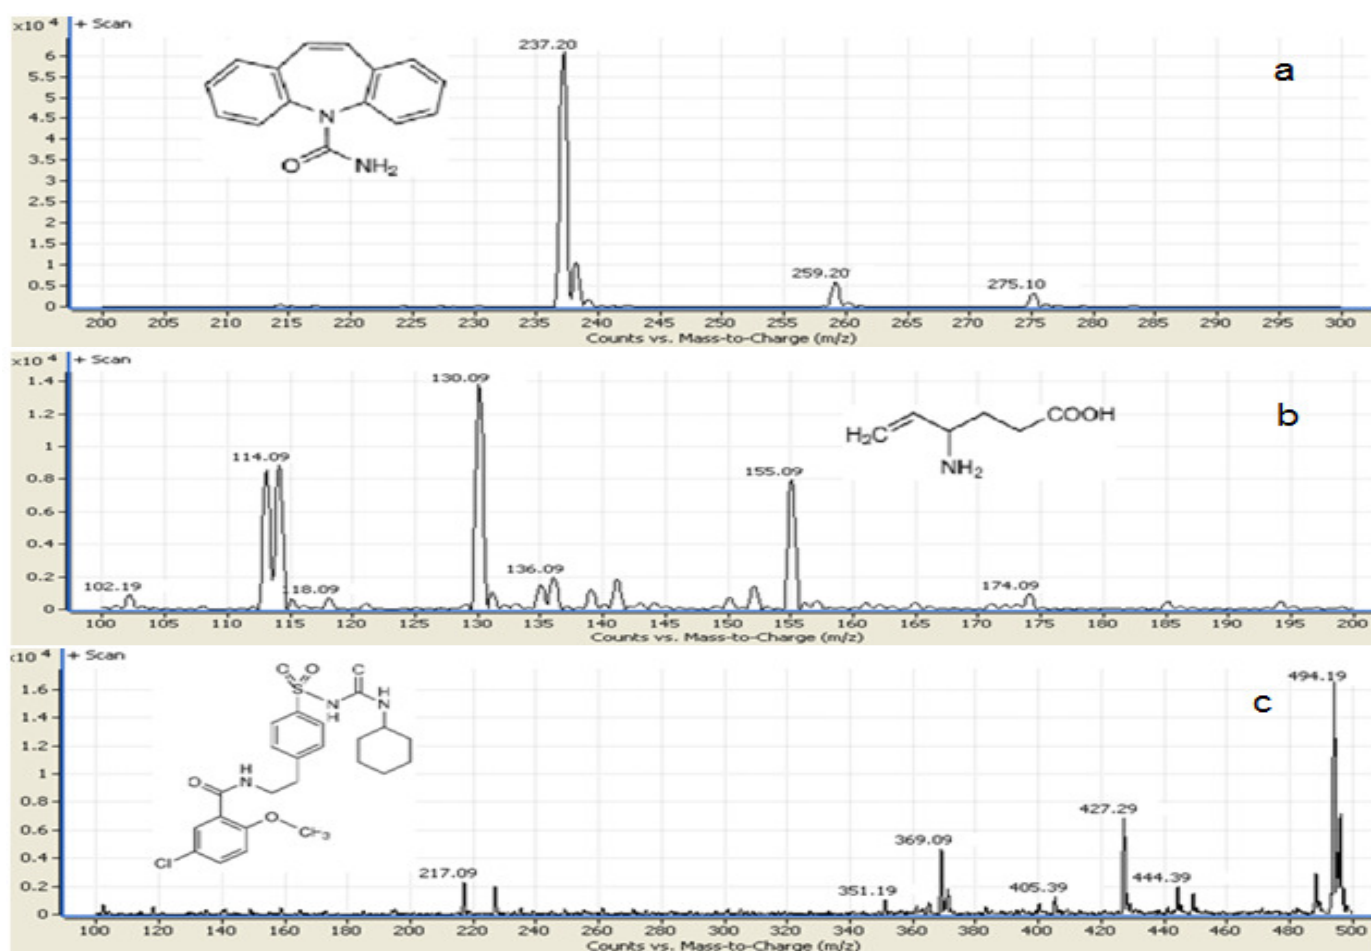 x10 4 + Scan
6
5.5
5
4.5
4
3.5
3
2.5
2
1.5
1
0.5
0
N
O
NH2
237.20
259.20
275.10
a
200 205 210 215 220 225 230 235 240 245 250 255 260 265 270 275 280 285 290 295 300
Counts vs. Mass-to-Charge (m/z)
x10 4 + Scan
1.4
1.2
1
0.8
0.6
0.4
0.2
0
102.19
114.09
118.09
130.09
136.09
155.09
174.09
H2C
COOH
NH2
b
100 105 110 115 120 125 130 135 140 145 150 155 160 165 170 175 180 185 190 195 200
Counts vs. Mass-to-Charge (m/z)
x10 4 + Scan
1.6
1.4
1.2
1
0.8
0.6
0.4
0.2
0
C O C
S
N
H
H
N
H
N
O
O
CF3
Cl
217.09
351.19
369.09
405.39
427.29
444.39
494.19
c
100 120 140 160 180 200 220 240 260 280 300 320 340 360 380 400 420 440 460 480 500
Counts vs. Mass-to-Charge (m/z)